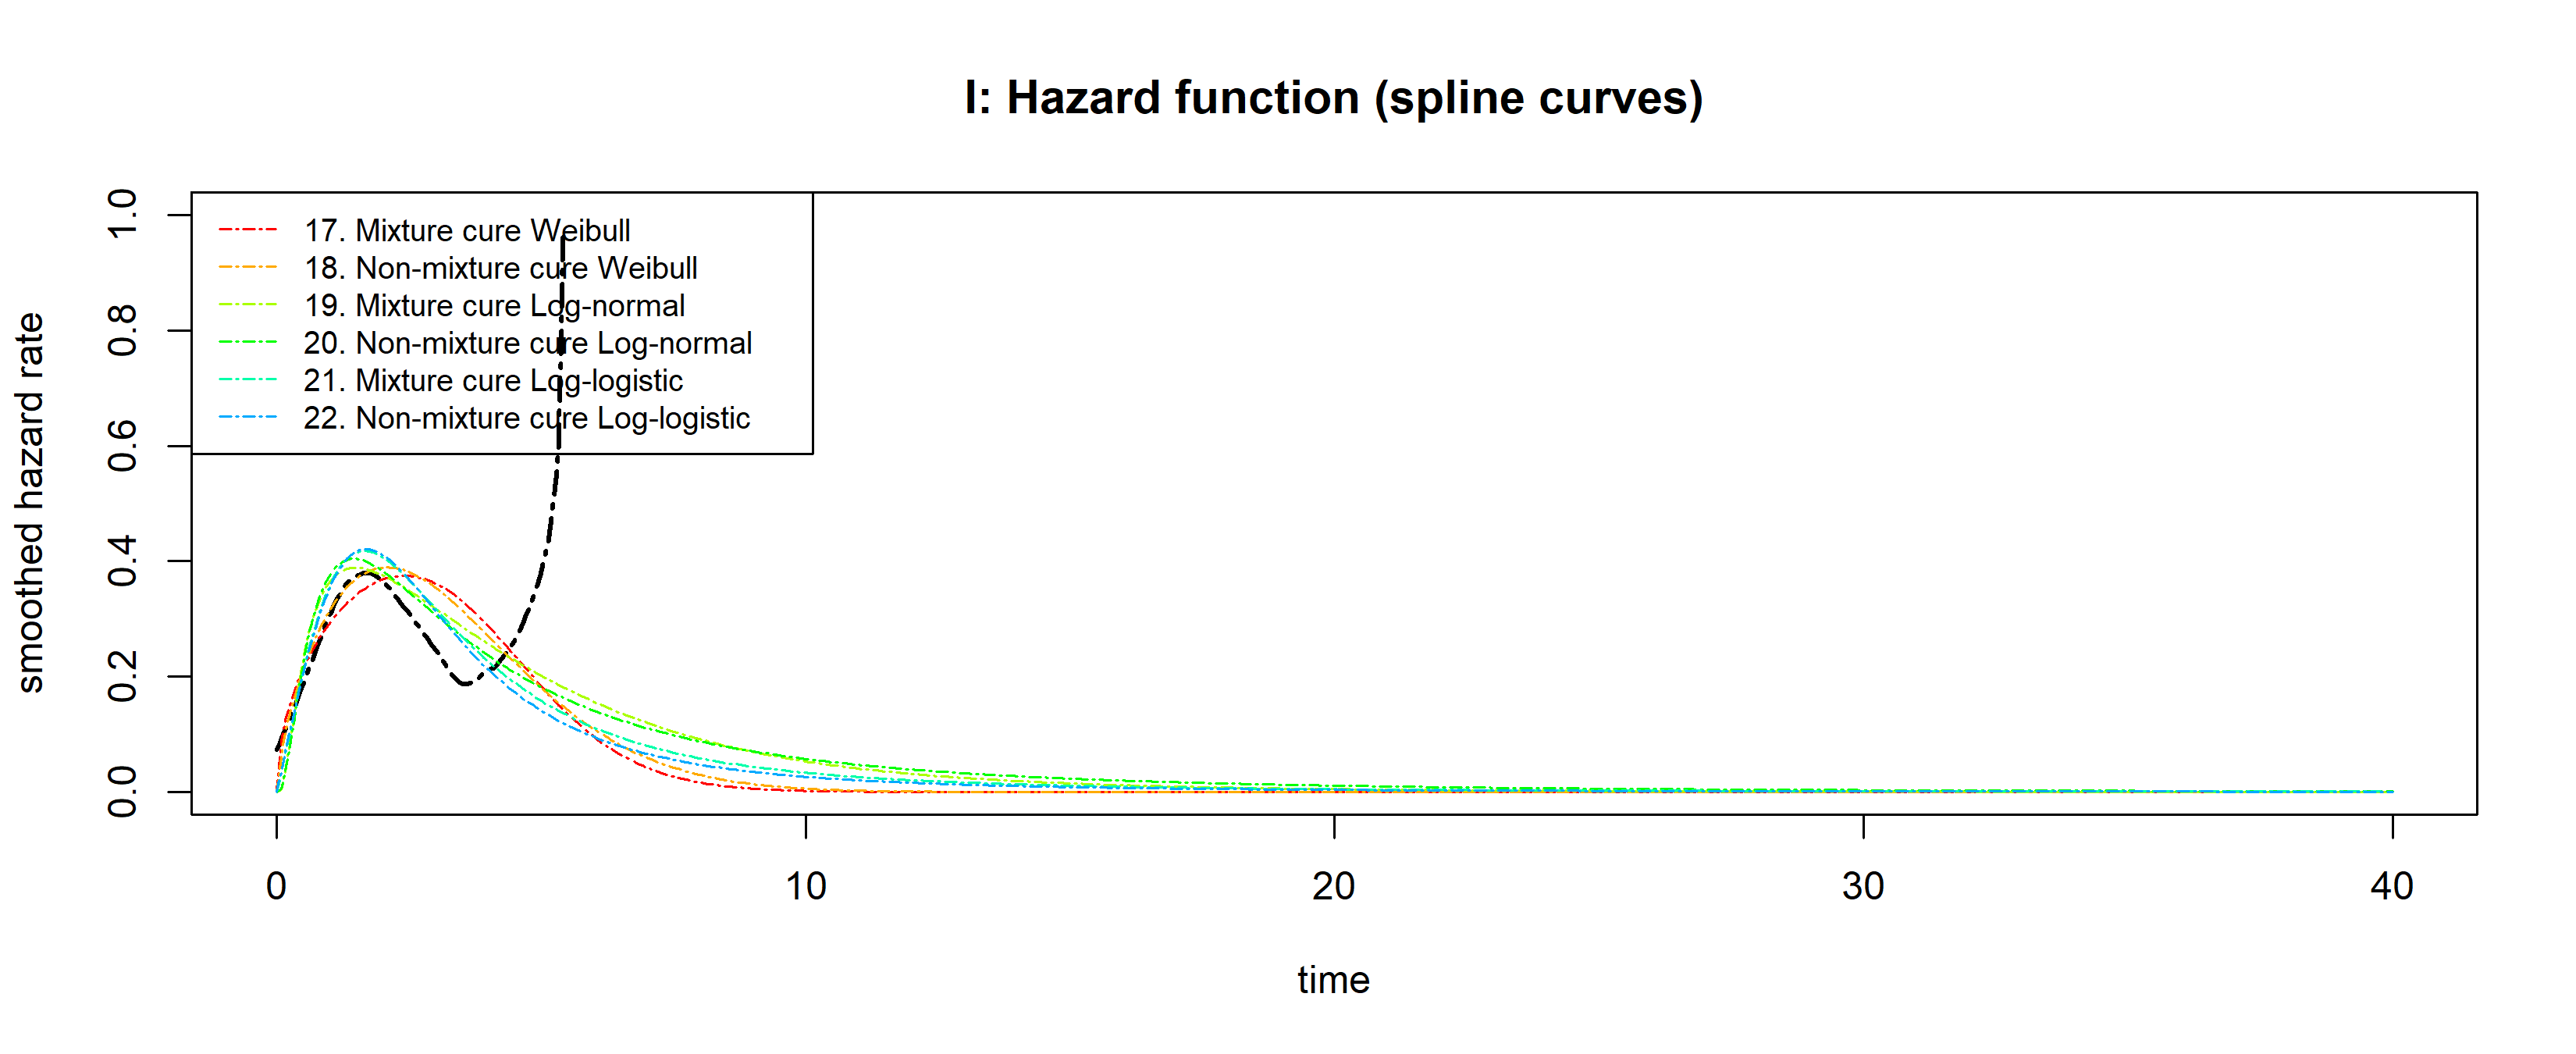 I: Hazard function (spline curves)
smoothed hazard rate
1.0
0.8
0.6
0.4
0.2
0.0
17. Mixture cure Weibull
18. Non-mixture cure Weibull
19. Mixture cure Log-normal
20. Non-mixture cure Log-normal
21. Mixture cure Log-logistic
22. Non-mixture cure Log-logistic
0 10 20 30 40
time